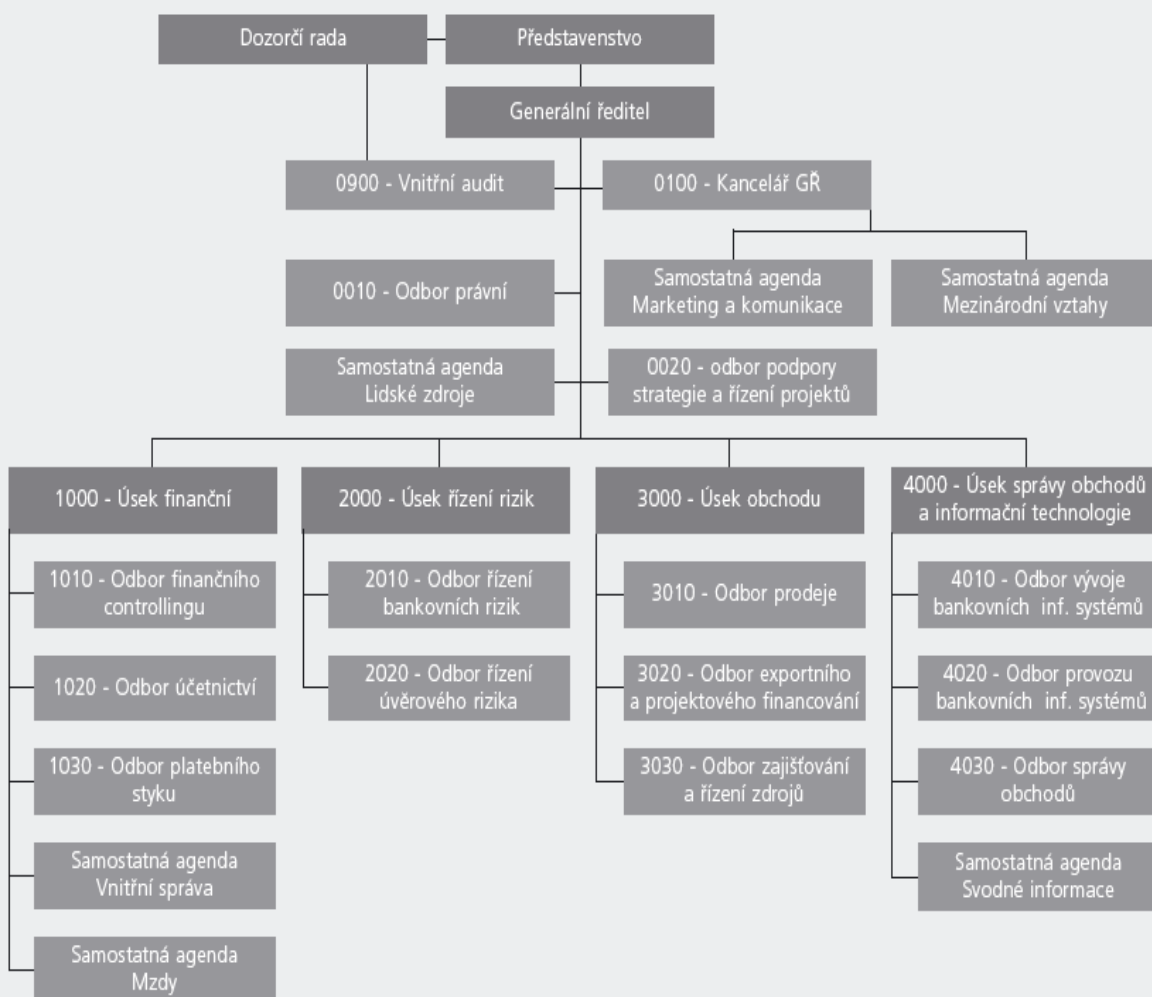 Dozorčí rada
Představenstvo
Generální ředitel
0900 - Vnitřní audit
0100 - Kancelář GŘ
0010 - Odbor právní
Samostatná agenda
Marketing a komunikace
Samostatná agenda
Mezinárodní vztahy
Samostatná agenda
Lidské zdroje
0020 - odbor podpory
strategie a řízení projektů
1000 - Úsek finanční
2000 - Úsek řízení rizik
3000 - Úsek obchodu
4000 - Úsek správy obchodů
a informační technologie
1010 - Odbor finančního
controllingu
1020 - Odbor účetnictví
1030 - Odbor platebního
styku
Samostatná agenda
Vnitřní správa
Samostatná agenda
Mzdy
2010 - Odbor řízení
bankovních rizik
2020 - Odbor řízení
úvěrového rizika
3010 - Odbor prodeje
3020 - Odbor exportního
a projektového financování
3030 - Odbor zajišťování
a řízení zdrojů
4010 - Odbor vývoje
bankovních inf. systémů
4020 - Odbor provozu
bankovních inf. systémů
4030 - Odbor správy
obchodů
Samostatná agenda
Svodné informace